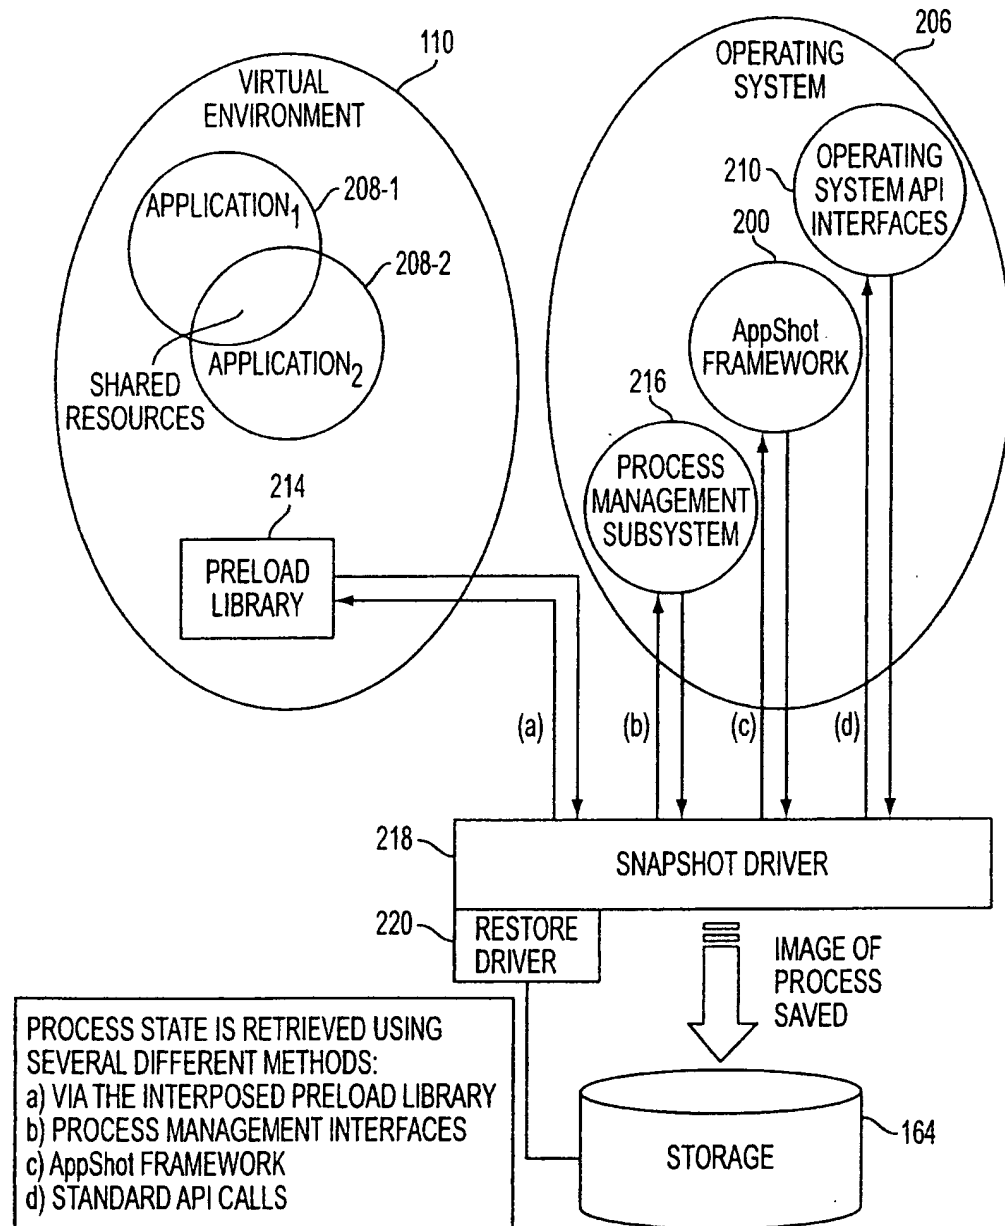 110
VIRTUAL
ENVIRONMENT
APPLICATION1
208-1
208-2
APPLICATION2
SHARED
RESOURCES
214
PRELOAD
LIBRARY
206
OPERATING
SYSTEM
210
OPERATING
SYSTEM API
INTERFACES
200
AppShot
FRAMEWORK
216
PROCESS
MANAGEMENT
SUBSYSTEM
(a)
(b)
(c)
(d)
218
SNAPSHOT DRIVER
220
RESTORE
DRIVER
IMAGE OF
PROCESS
SAVED
PROCESS STATE IS RETRIEVED USING
SEVERAL DIFFERENT METHODS:
a) VIA THE INTERPOSED PRELOAD LIBRARY
b) PROCESS MANAGEMENT INTERFACES
c) AppShot FRAMEWORK
d) STANDARD API CALLS
STORAGE
164